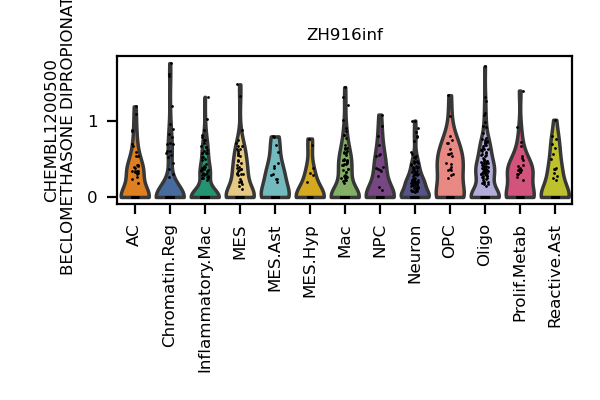 ZH916inf
CHEMBL1200500
BECLOMETHASONE DIPROPIONAT
1
0
AC
Chromatin.Reg
Inflammatory.Mac
MES
MES.Ast
MES.Hyp
Mac
NPC
Neuron
OPC
Oligo
Prolif.Metab
Reactive.Ast